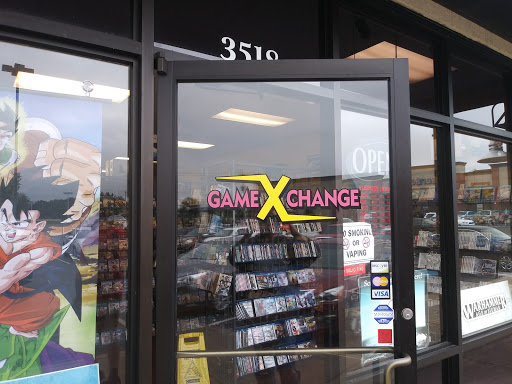 3518
GAME X CHANGE
OPEN
NO SMOKING
OR
VAPING
VISA
WARHAMMER